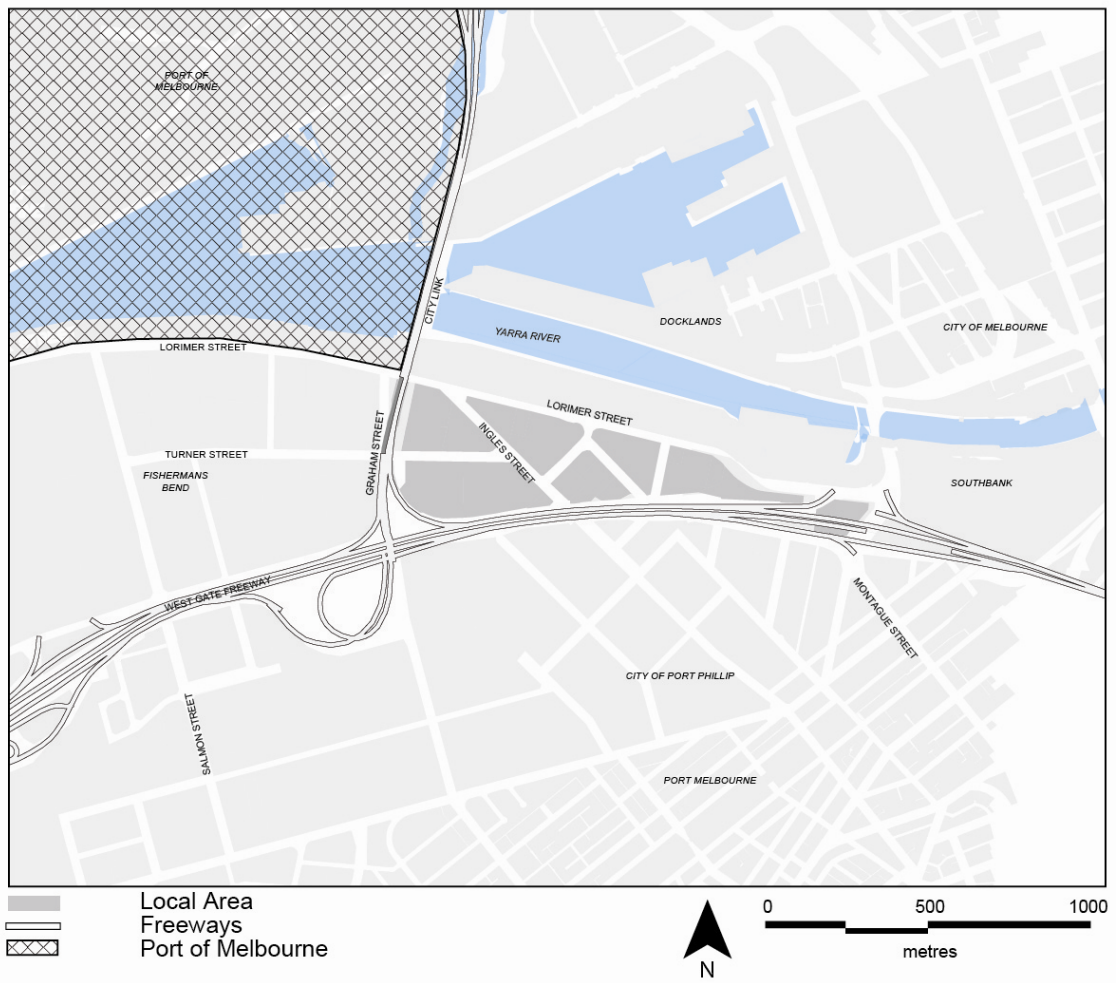 PORT OF
MELBOURNE
CITY LINK
YARRA RIVER
DOCKLANDS
CITY OF MELBOURNE
LORIMER STREET
LORIMER STREET
INGLES STREET
GRAHAM STREET
TURNER STREET
FISHERMANS
BEND
SOUTHBANK
WEST GATE FREEWAY
MONTAGUE STREET
CITY OF PORT PHILLIP
SALMON STREET
PORT MELBOURNE
Local Area
Freeways
Port of Melbourne
N
0 500 1000
metres